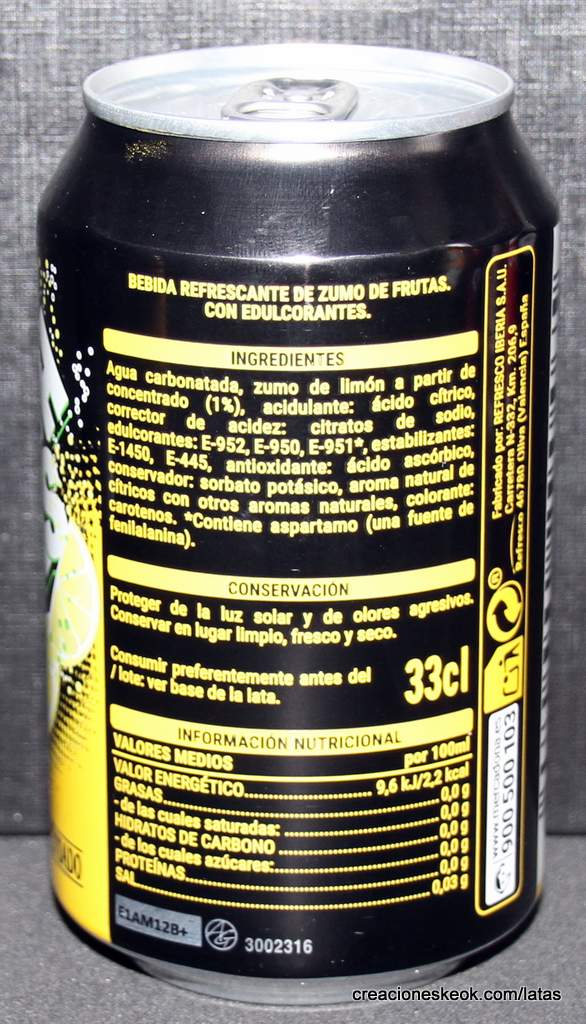 BEBIDA REFRESCANTE DE ZUMO DE FRUTAS.
CON EDULCORANTES.
INGREDIENTES
Agua carbonatada, zumo de limón a partir de
concentrado (1%), acidulante: ácido cítrico,
corrector de acidez: citratos de sodio,
edulcorantes: E-952, E-950, E-951*, estabilizantes:
E-1450, E-445, antioxidante: ácido ascórbico,
conservador: sorbato potásico, aroma natural de
cítricos con otros aromas naturales, colorante:
carotenos. *Contiene aspartamo (una fuente de
fenilalanina).
CONSERVACIÓN
Proteger de la luz solar y de olores agresivos.
Conservar en lugar limpio, fresco y seco.
Consumir preferentemente antes del
/ lote: ver base de la lata.
33cl
INFORMACIÓN NUTRICIONAL
VALORES MEDIOS por 100ml
VALOR ENERGÉTICO 9,6 kJ/2,2 kcal
GRASAS 0,0 g
- de las cuales saturadas: 0,0 g
HIDRATOS DE CARBONO 0,0 g
- de los cuales azúcares: 0,0 g
PROTEÍNAS 0,0 g
SAL 0,03 g
E1AM12B+
3002316
Fabricado por: REFRESCO IBERIA S.A.U.
Carretera N-332, Km. 206,9
Refresco 46780 Oliva (Valencia) España
www.mercadona.es
900 500 103
creacioneskeok.com/latas